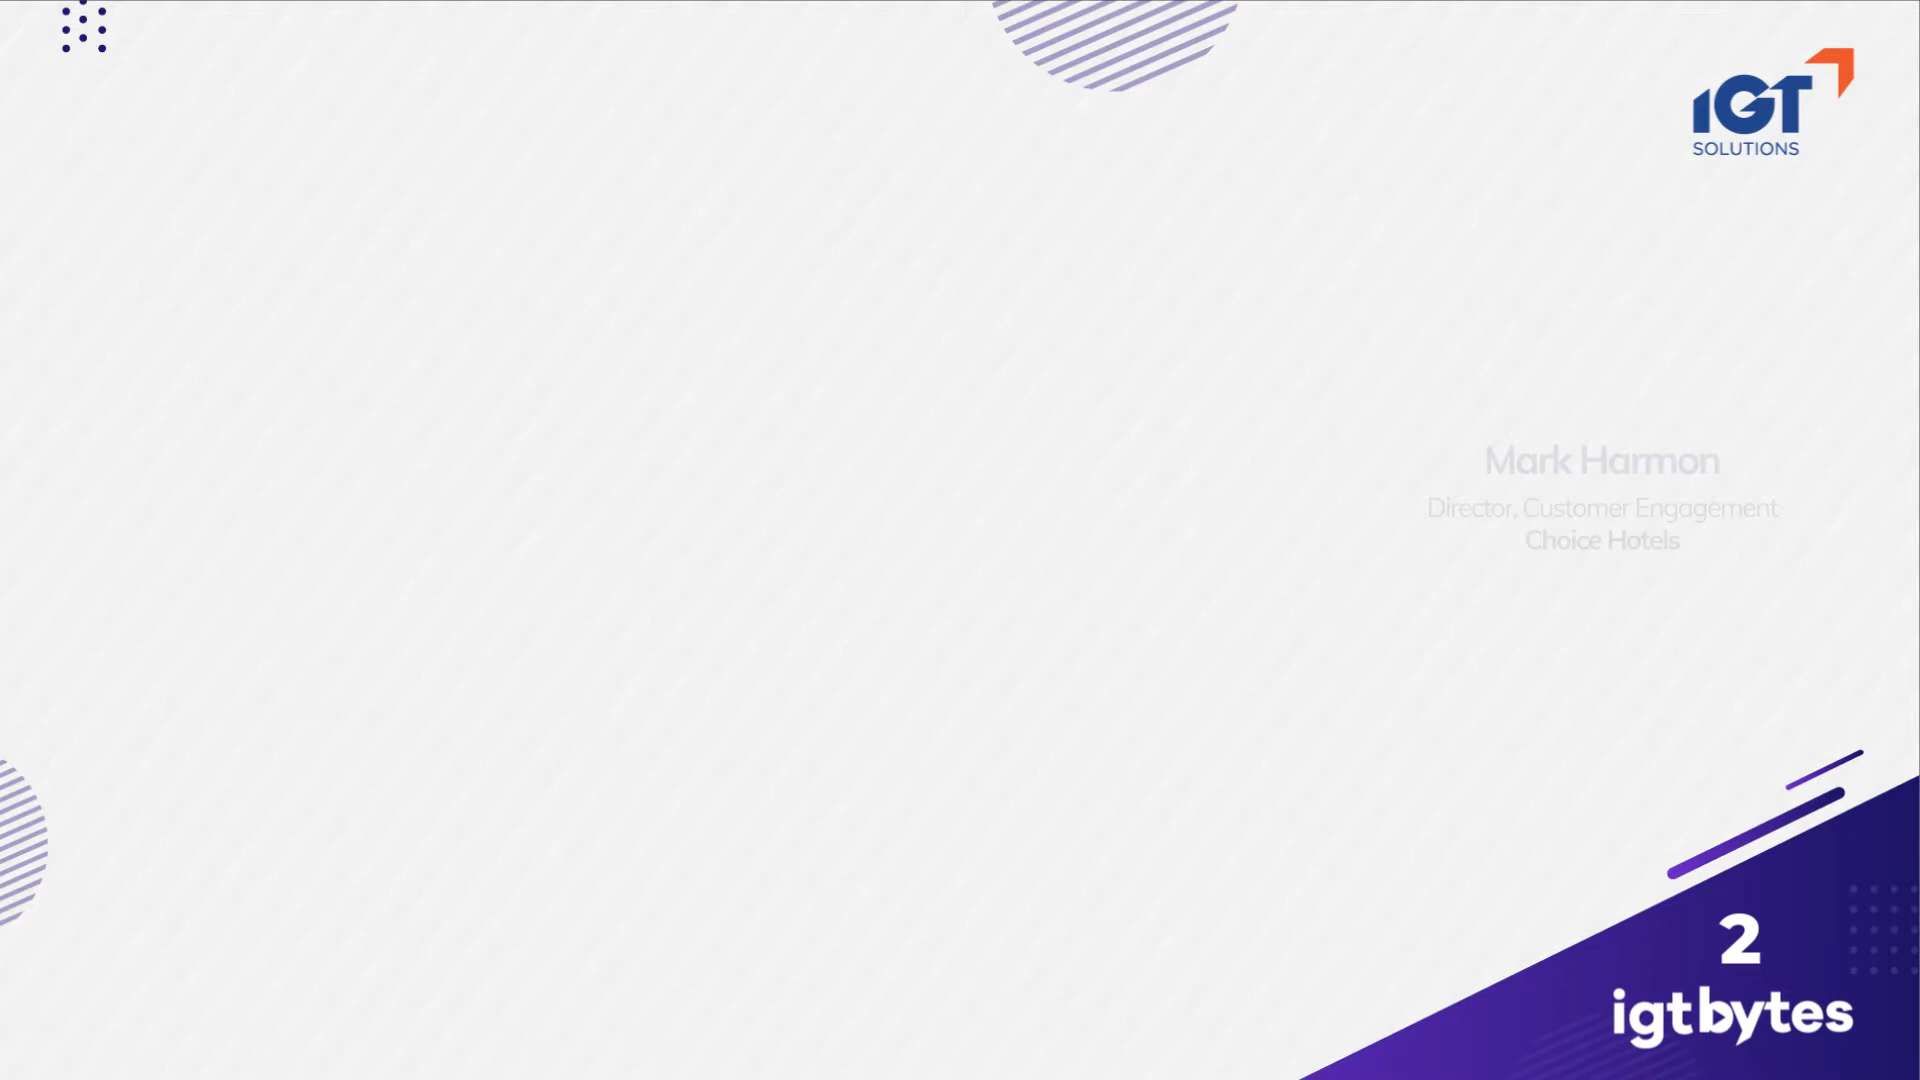 IGT
SOLUTIONS
Mark Harmon
Director, Customer Engagement
Choice Hotels
2
igtbytes